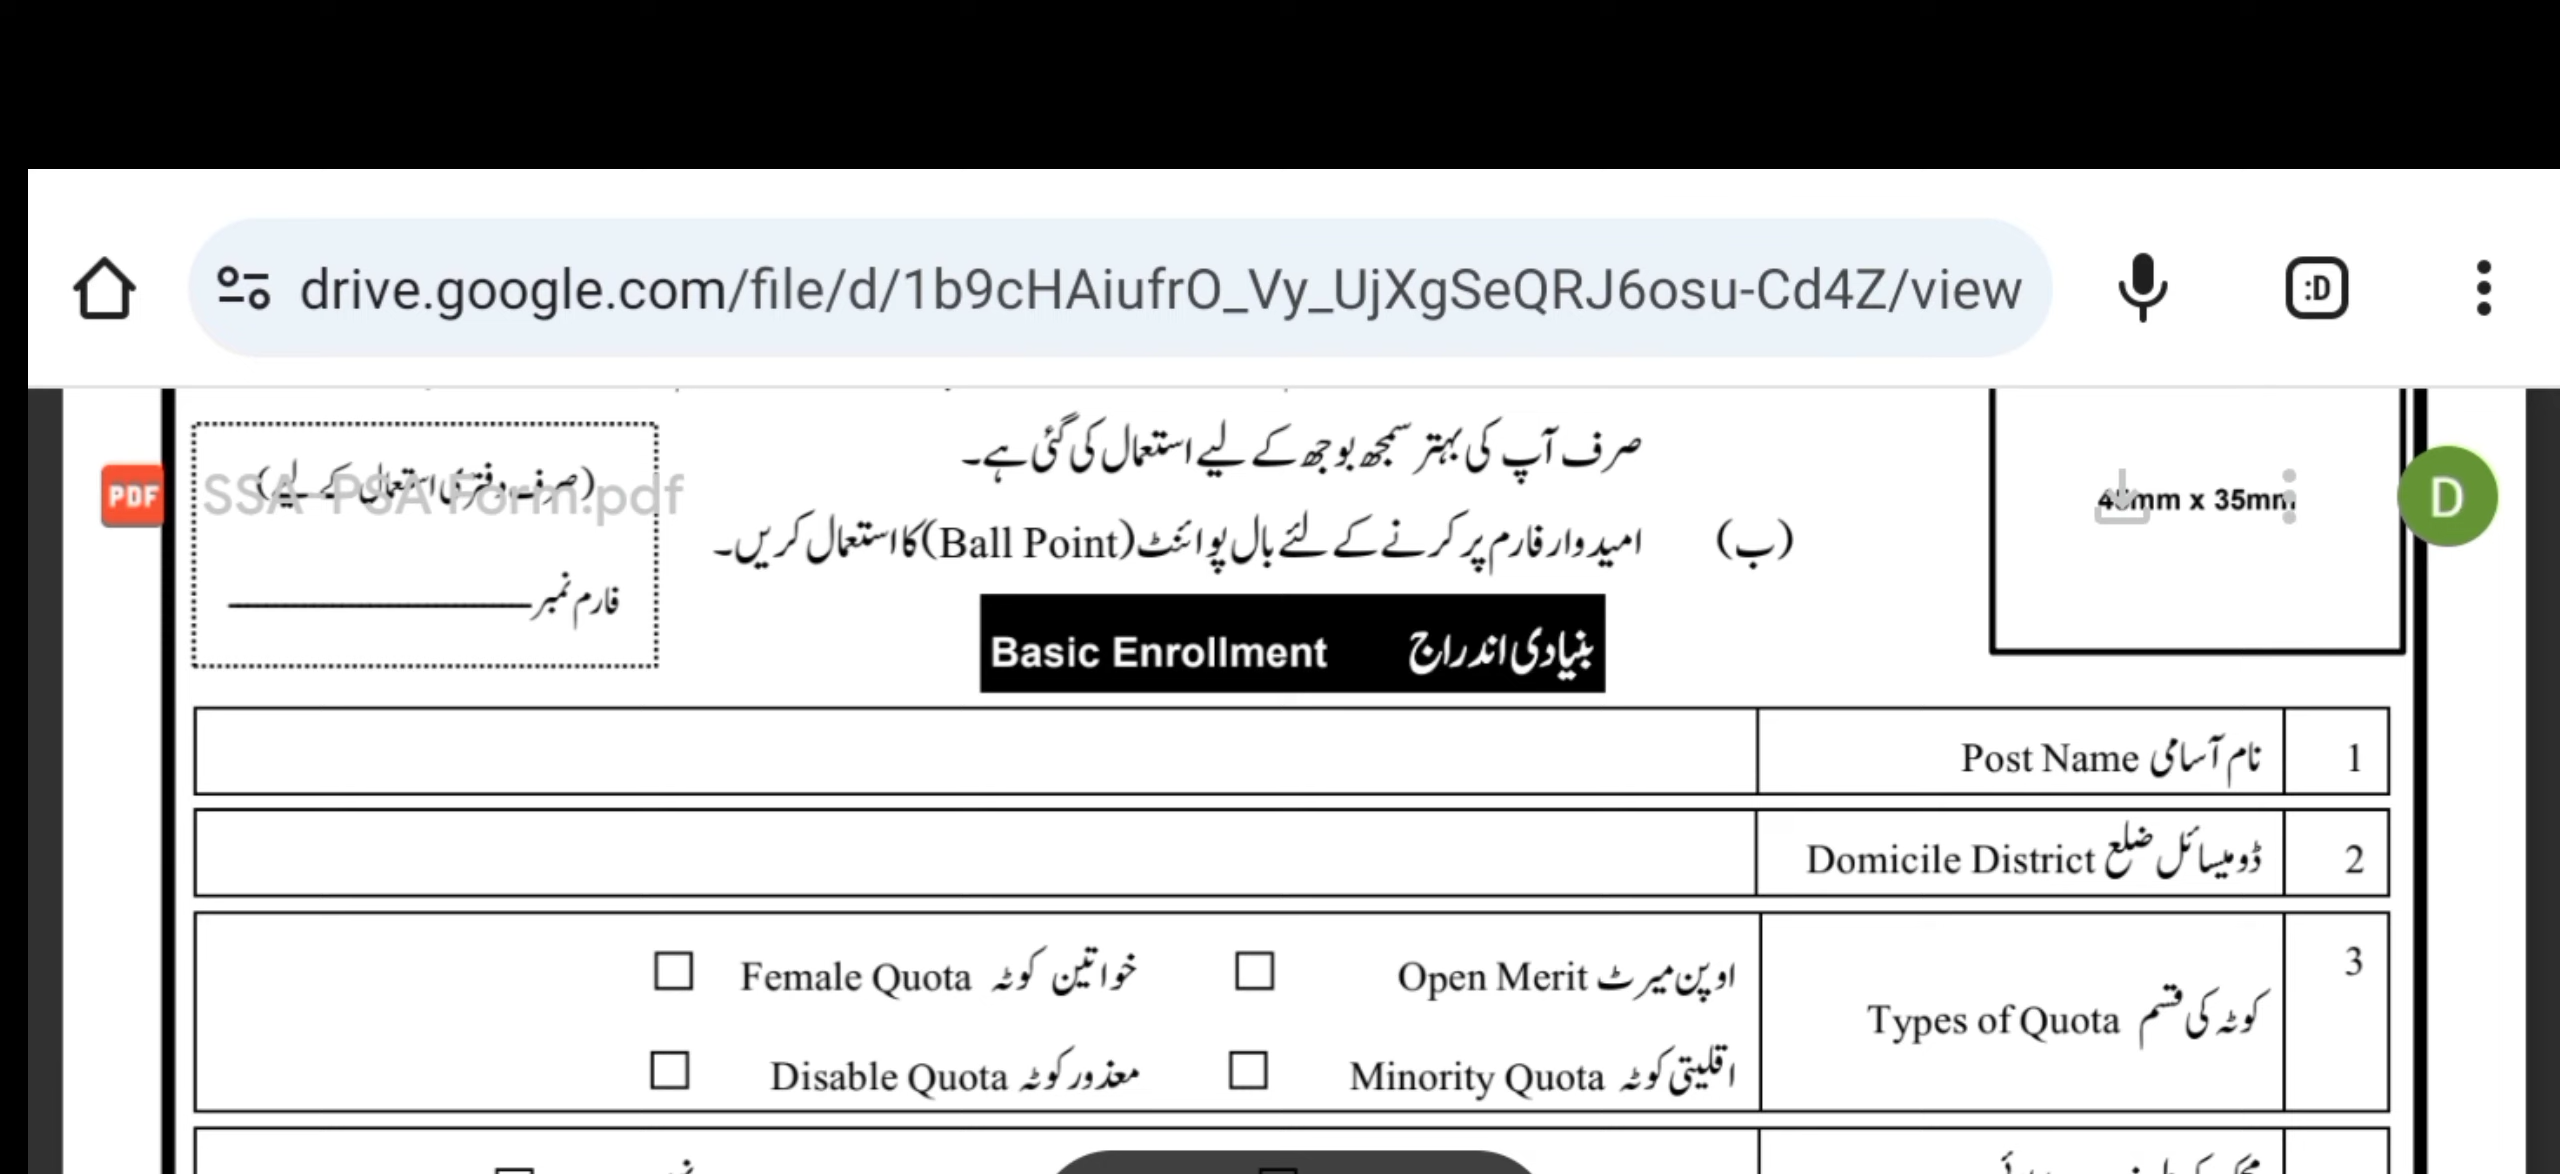 drive.google.com/file/d/1b9cHAiufrO_Vy_UjXgSeQRJ6osu-Cd4Z/view
:D
صرف آپ کی بہتر سمجھ بوجھ کے لیے استعمال کی گئی ہے۔
PDF
SSA-PSA Form.pdf
(صرف دفتری استعمال کے لیے)
45mm x 35mm
D
(ب) امیدوار فارم پر کرنے کے لئے بال پوائنٹ (Ball Point) کا استعمال کریں۔
فارم نمبر
Basic Enrollment بنیادی اندراج
1 نام آسامی Post Name
2 ڈومیسائل ضلع Domicile District
3 کوٹہ کی قسم Types of Quota
اوپن میرٹ Open Merit
خواتین کوٹہ Female Quota
اقلیتی کوٹہ Minority Quota
معذور کوٹہ Disable Quota